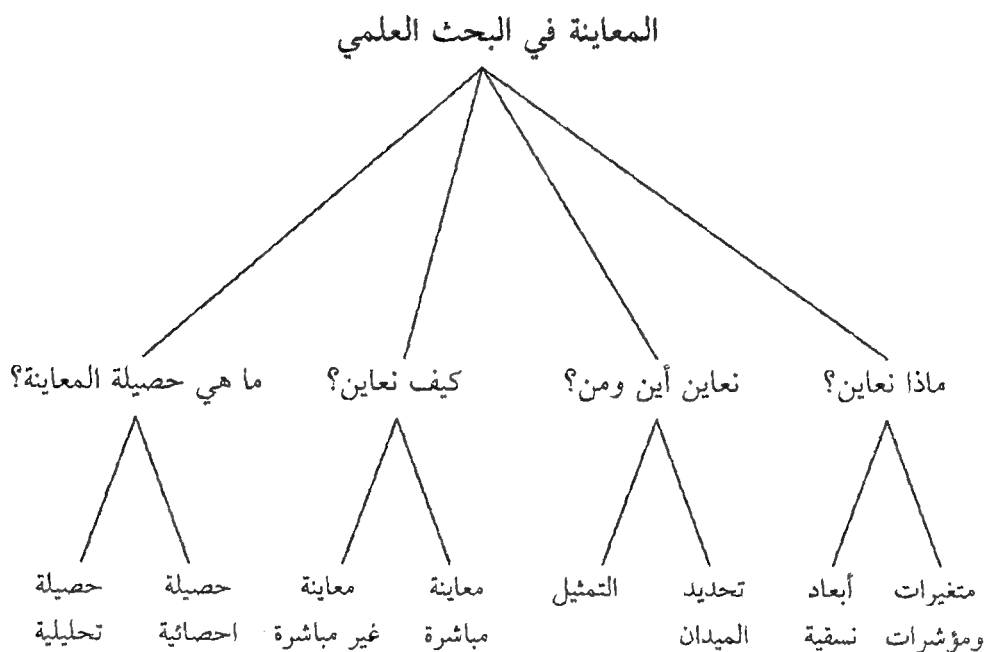 المعاينة في البحث العلمي
ماذا نعاين؟
نعاين أين ومن؟
كيف نعاين؟
ما هي حصيلة المعاينة؟
متغيرات
ومؤشرات
أبعاد
نسقية
تحديد
الميدان
التمثيل
معاينة
مباشرة
معاينة
غير مباشرة
حصيلة
احصائية
حصيلة
تحليلية